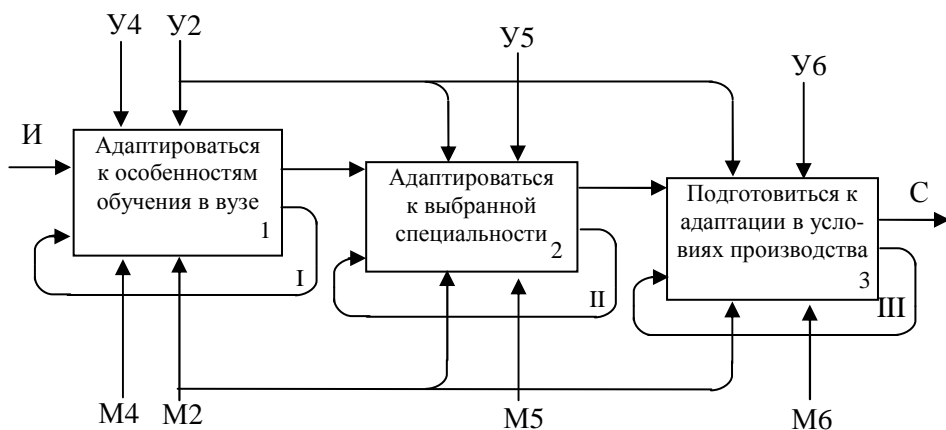 У4
У2
У5
У6
И
Адаптироваться
к особенностям
обучения в вузе
1
I
Адаптироваться
к выбранной
специальности
2
II
Подготовиться к
адаптации в усло-
виях производства
3
III
С
М4
М2
М5
М6